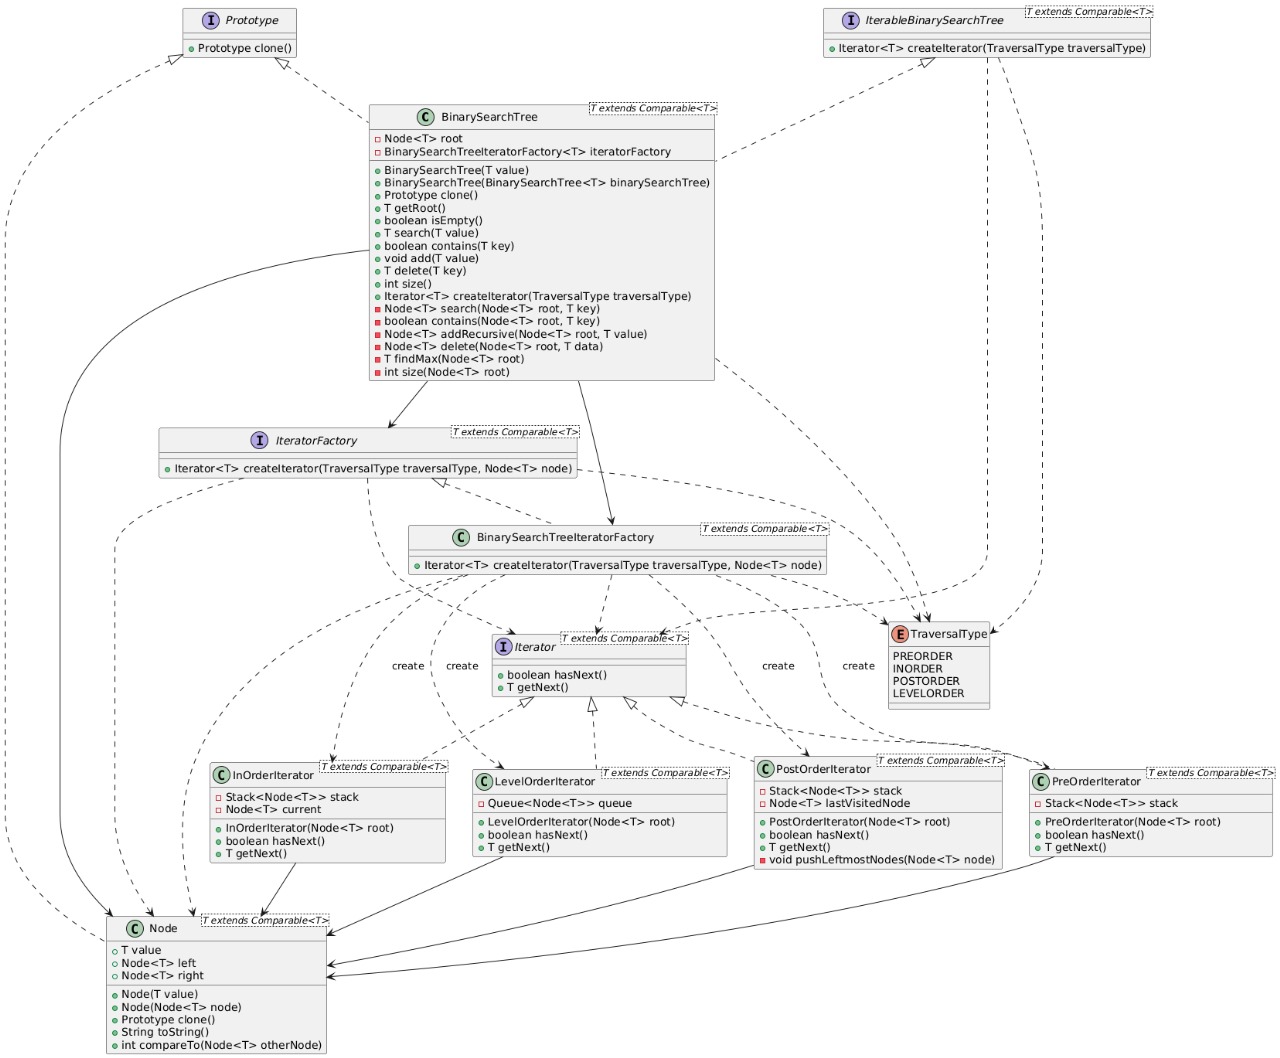 Prototype
Prototype clone()
IterableBinarySearchTree
T extends Comparable<T>
Iterator<T> createIterator(TraversalType traversalType)
BinarySearchTree
T extends Comparable<T>
Node<T> root
BinarySearchTreeIteratorFactory<T> iteratorFactory
BinarySearchTree(T value)
BinarySearchTree(BinarySearchTree<T> binarySearchTree)
Prototype clone()
T getRoot()
boolean isEmpty()
T search(T value)
boolean contains(T key)
void add(T value)
T delete(T key)
int size()
Iterator<T> createIterator(TraversalType traversalType)
Node<T> search(Node<T> root, T key)
boolean contains(Node<T> root, T key)
Node<T> addRecursive(Node<T> root, T value)
Node<T> delete(Node<T> root, T data)
T findMax(Node<T> root)
int size(Node<T> root)
IteratorFactory
T extends Comparable<T>
Iterator<T> createIterator(TraversalType traversalType, Node<T> node)
BinarySearchTreeIteratorFactory
T extends Comparable<T>
Iterator<T> createIterator(TraversalType traversalType, Node<T> node)
Iterator
T extends Comparable<T>
boolean hasNext()
T getNext()
TraversalType
PREORDER
INORDER
POSTORDER
LEVELORDER
create
create
create
create
InOrderIterator
T extends Comparable<T>
Stack<Node<T>> stack
Node<T> current
InOrderIterator(Node<T> root)
boolean hasNext()
T getNext()
LevelOrderIterator
T extends Comparable<T>
Queue<Node<T>> queue
LevelOrderIterator(Node<T> root)
boolean hasNext()
T getNext()
PostOrderIterator
T extends Comparable<T>
Stack<Node<T>> stack
Node<T> lastVisitedNode
PostOrderIterator(Node<T> root)
boolean hasNext()
T getNext()
void pushLeftmostNodes(Node<T> node)
PreOrderIterator
T extends Comparable<T>
Stack<Node<T>> stack
PreOrderIterator(Node<T> root)
boolean hasNext()
T getNext()
Node
T extends Comparable<T>
T value
Node<T> left
Node<T> right
Node(T value)
Node(Node<T> node)
Prototype clone()
String toString()
int compareTo(Node<T> otherNode)